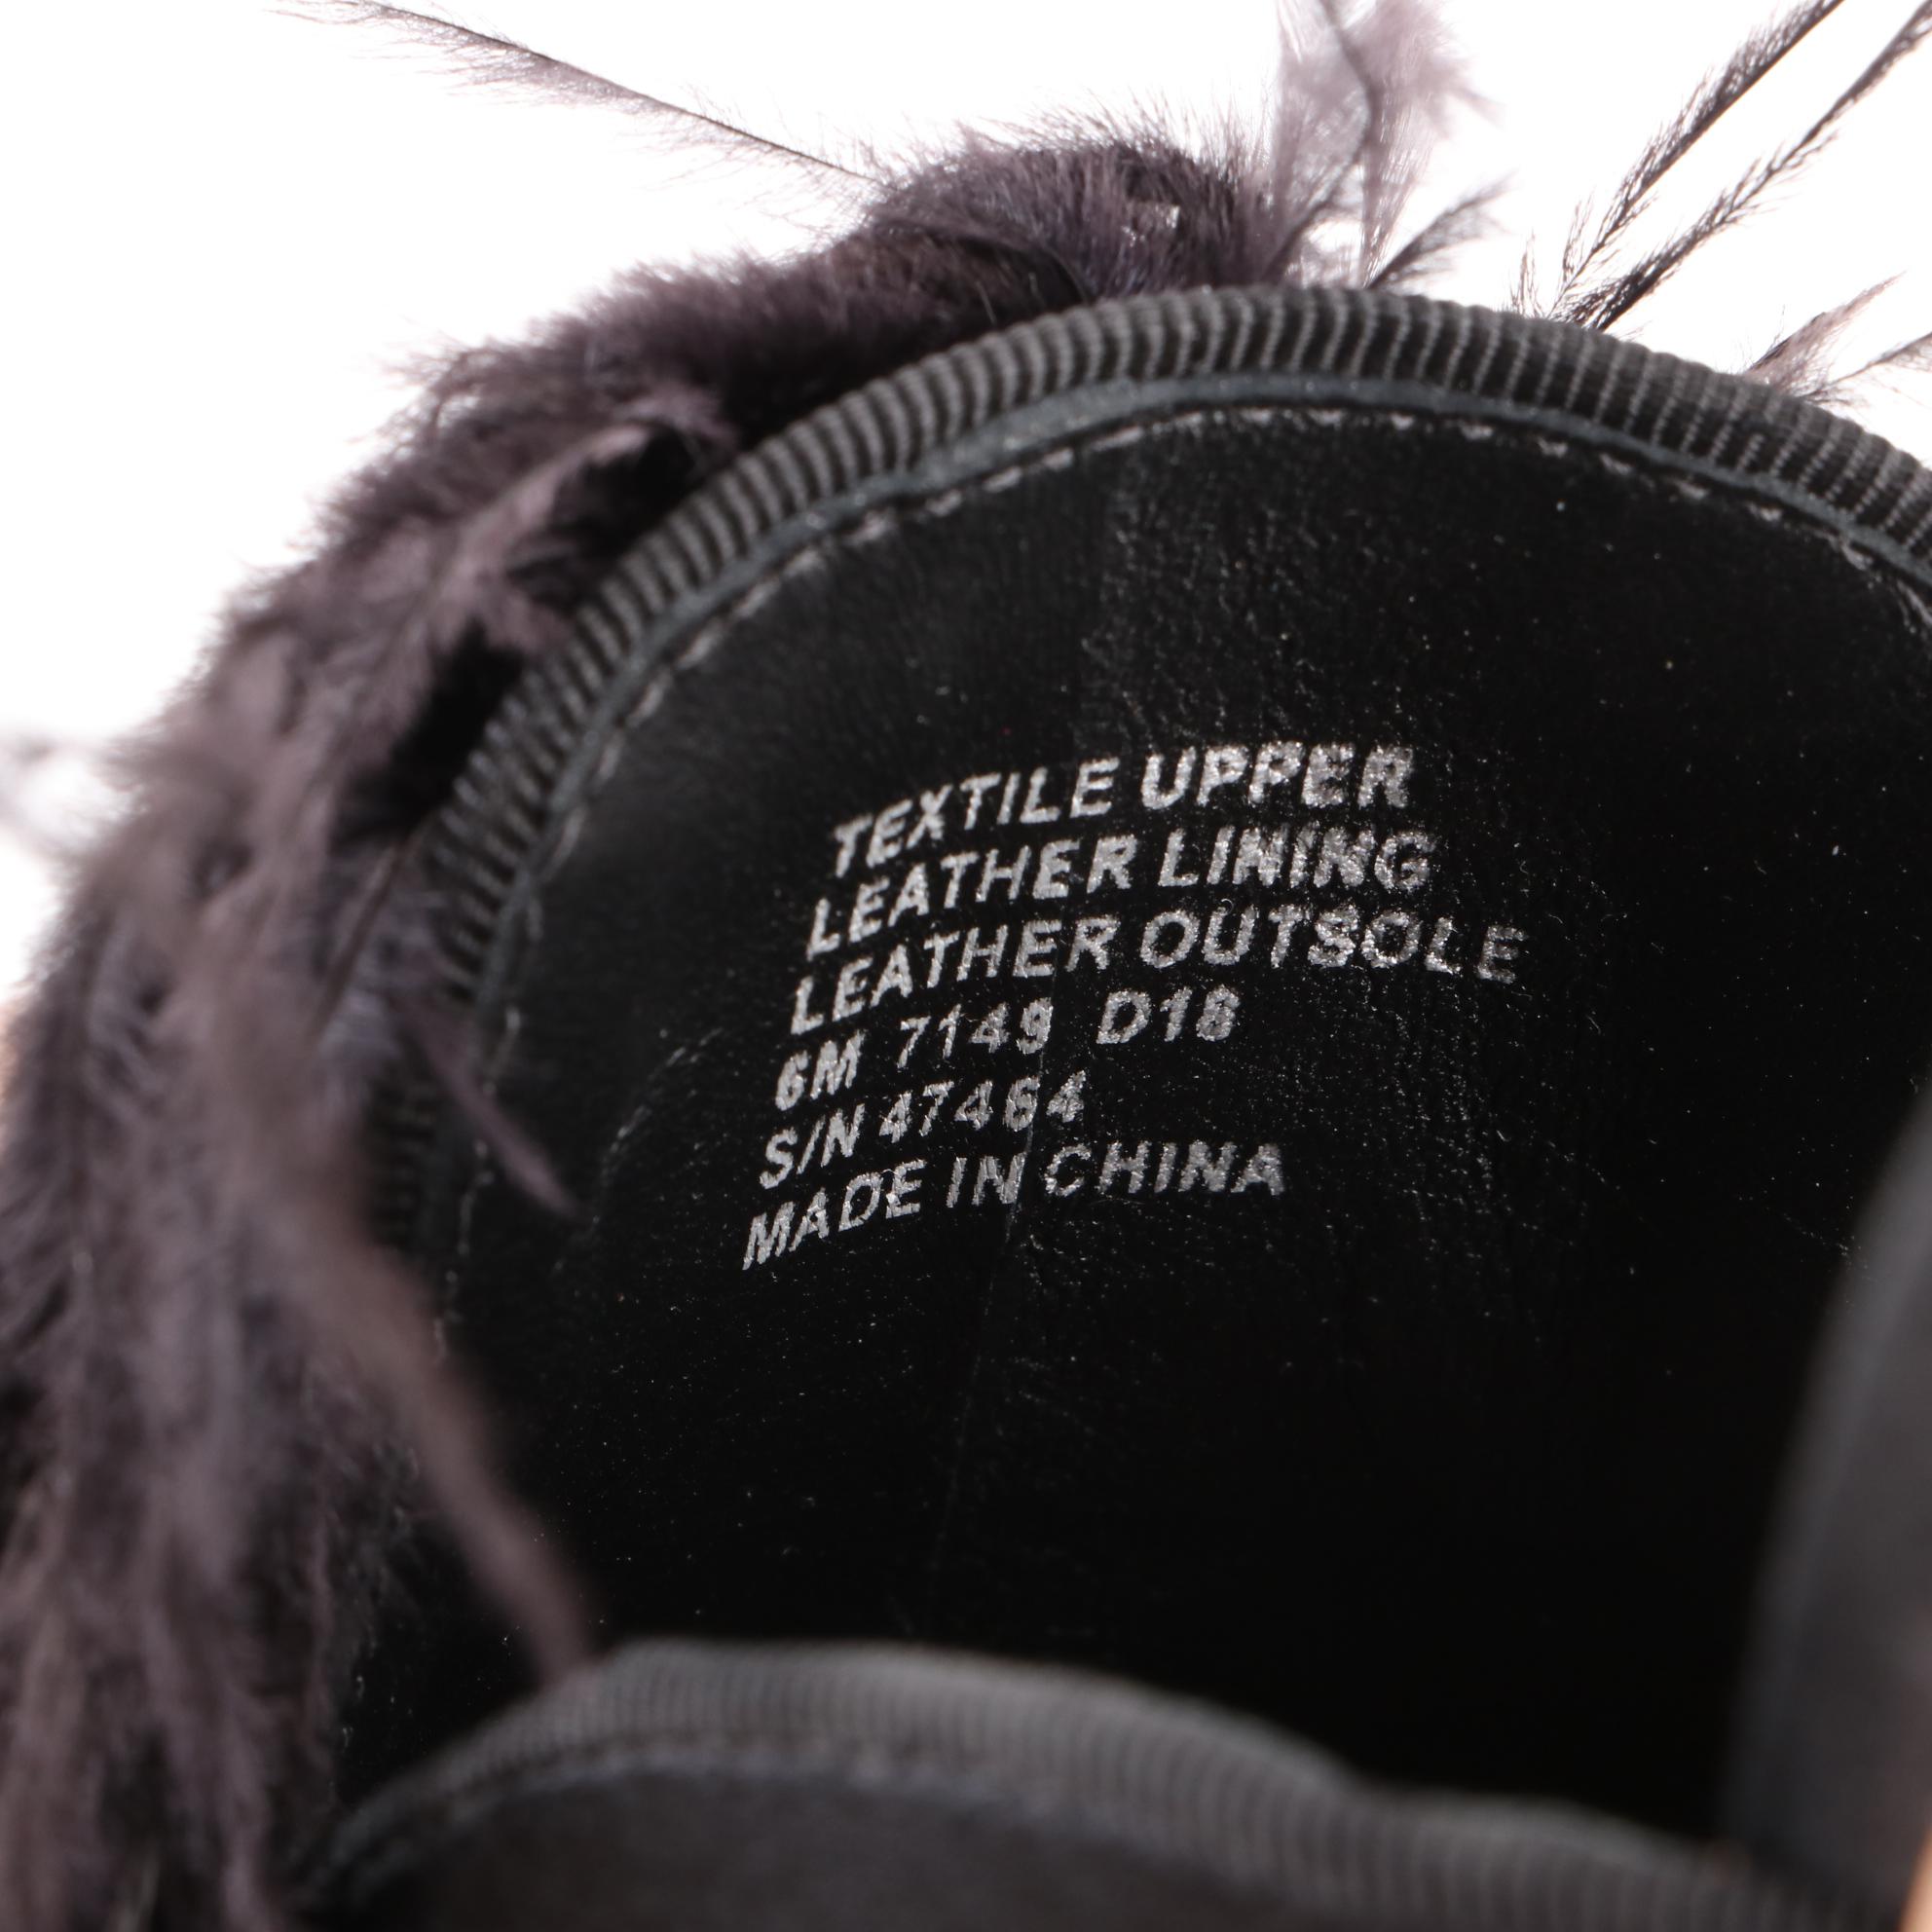 TEXTILE UPPER
LEATHER LINING
LEATHER OUTSOLE
6M 7149 D18
S/N 47464
MADE IN CHINA